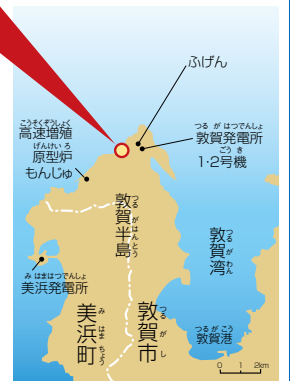 ふげん
こうそくぞうしょく
高速増殖
げんけいろ
原型炉
もんじゅ
つるがはつでんしょ
敦賀発電所
ごうき
1・2号機
つるがはんとう
敦賀半島
つるがわん
敦賀湾
みはまはつでんしょ
美浜発電所
みはまちょう
美浜町
つるがし
敦賀市
つるがこう
敦賀港
0 1 2km